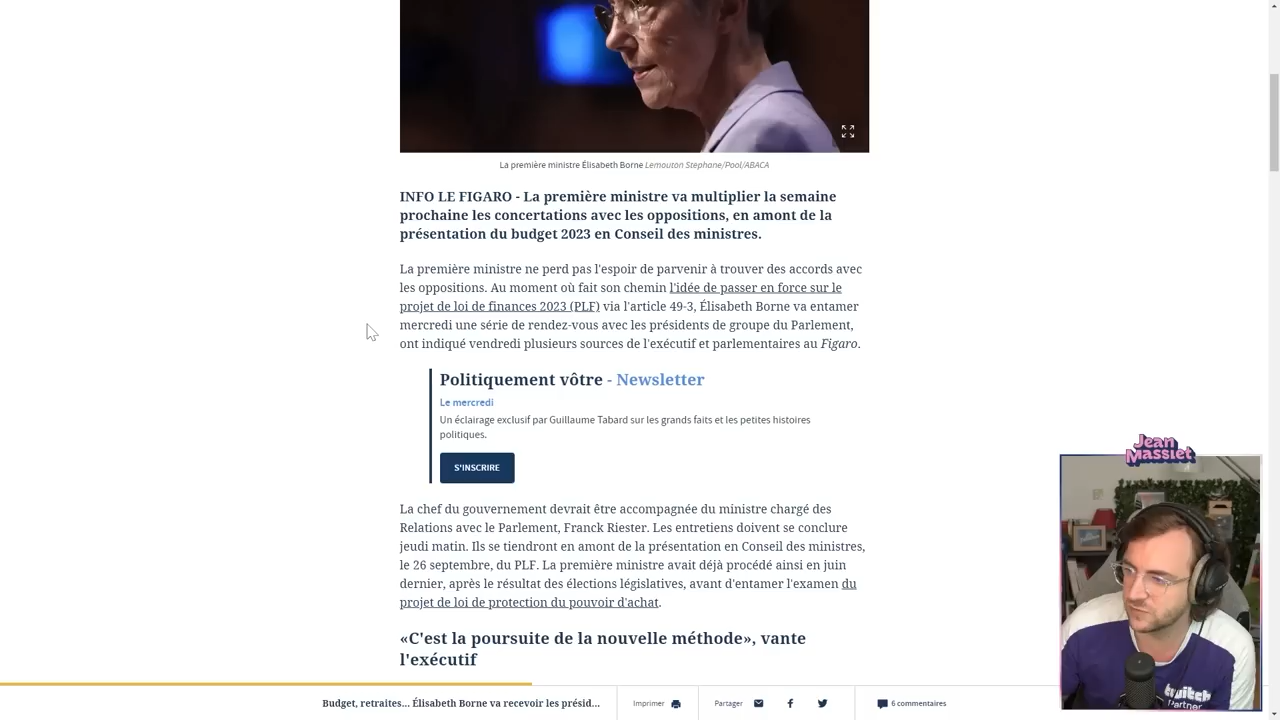 La première ministre Élisabeth Borne Lemouton Stephane/Pool/ABACA
INFO LE FIGARO - La première ministre va multiplier la semaine
prochaine les concertations avec les oppositions, en amont de la
présentation du budget 2023 en Conseil des ministres.
La première ministre ne perd pas l'espoir de parvenir à trouver des accords avec
les oppositions. Au moment où fait son chemin l'idée de passer en force sur le
projet de loi de finances 2023 (PLF) via l'article 49-3, Élisabeth Borne va entamer
mercredi une série de rendez-vous avec les présidents de groupe du Parlement,
ont indiqué vendredi plusieurs sources de l'exécutif et parlementaires au Figaro.
Politiquement vôtre - Newsletter
Le mercredi
Un éclairage exclusif par Guillaume Tabard sur les grands faits et les petites histoires
politiques.
S'INSCRIRE
La chef du gouvernement devrait être accompagnée du ministre chargé des
Relations avec le Parlement, Franck Riester. Les entretiens doivent se conclure
jeudi matin. Ils se tiendront en amont de la présentation en Conseil des ministres,
le 26 septembre, du PLF. La première ministre avait déjà procédé ainsi en juin
dernier, après le résultat des élections législatives, avant d'entamer l'examen du
projet de loi de protection du pouvoir d'achat.
«C'est la poursuite de la nouvelle méthode», vante
l'exécutif
Jean
Massiet
twitch
Partner
Budget, retraites... Élisabeth Borne va recevoir les présid...
Imprimer
Partager
6 commentaires